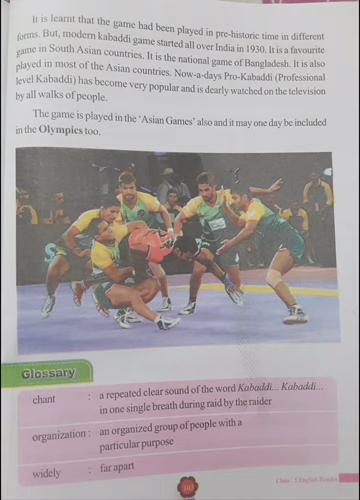 It is learnt that the game had been played in pre-historic time in different
forms. But, modern kabaddi game started all over India in 1930. It is a favourite
game in South Asian countries. It is the national game of Bangladesh. It is also
played in most of the Asian countries. Now-a-days Pro-Kabaddi (Professional
level Kabaddi) has become very popular and is dearly watched on the television
by all walks of people.
The game is played in the 'Asian Games' also and it may one day be included
in the Olympics too.
Glossary
chant : a repeated clear sound of the word Kabaddi... Kabaddi...
in one single breath during raid by the raider
organization : an organized group of people with a
particular purpose
widely : far apart
103
Class - 5 English Reader